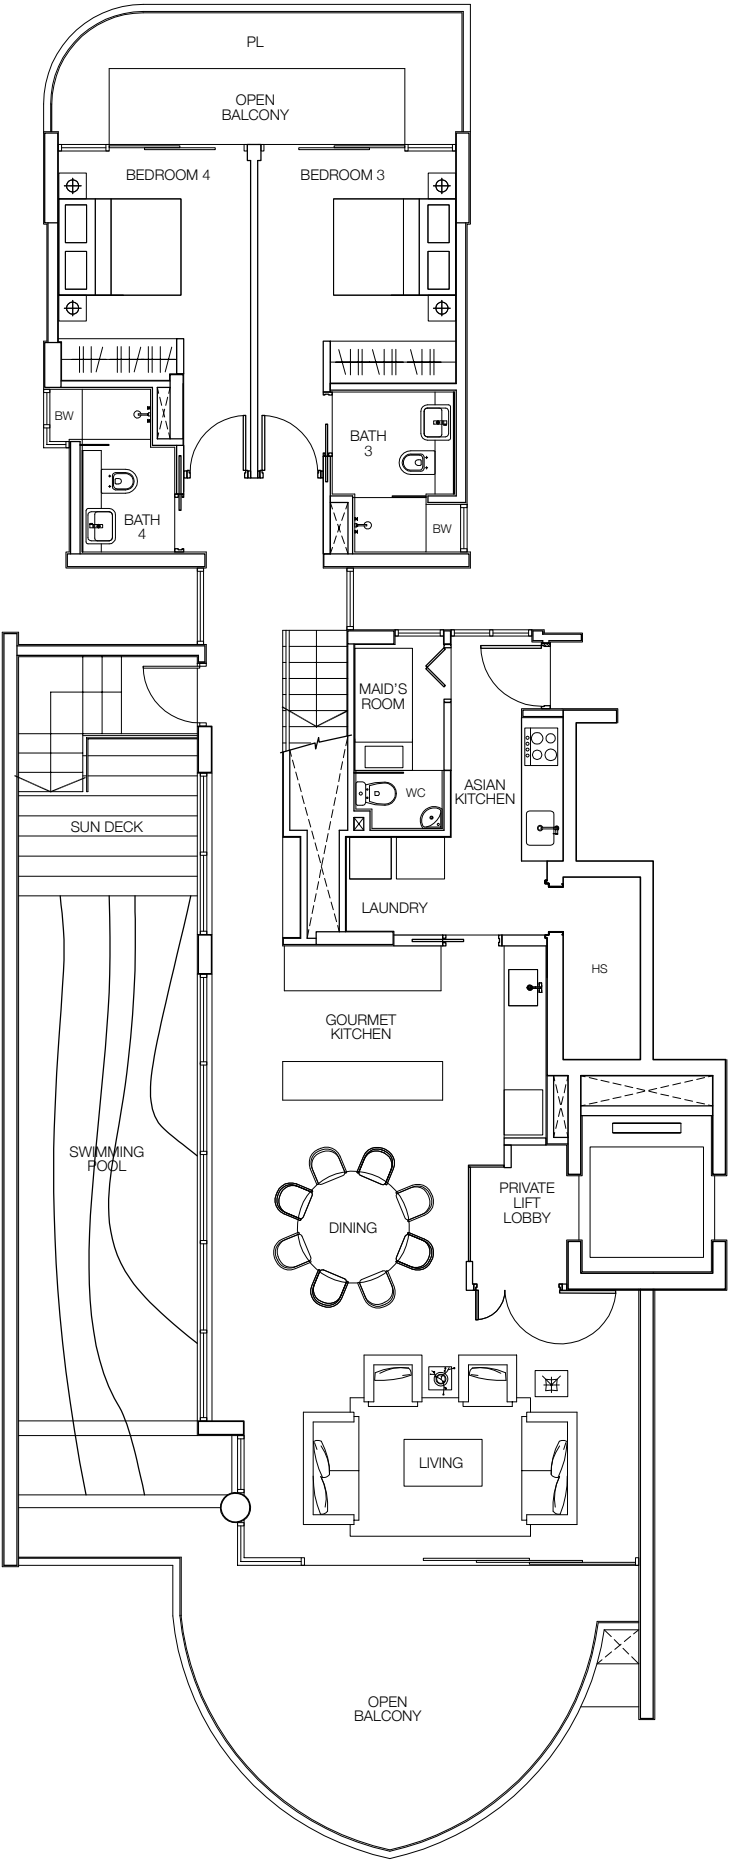 PL
OPEN
BALCONY
BEDROOM 4
BEDROOM 3
BW
BATH
3
BATH
4
BW
MAID'S
ROOM
WC
ASIAN
KITCHEN
SUN DECK
LAUNDRY
HS
GOURMET
KITCHEN
SWIMMING
POOL
PRIVATE
LIFT
LOBBY
DINING
LIVING
OPEN
BALCONY